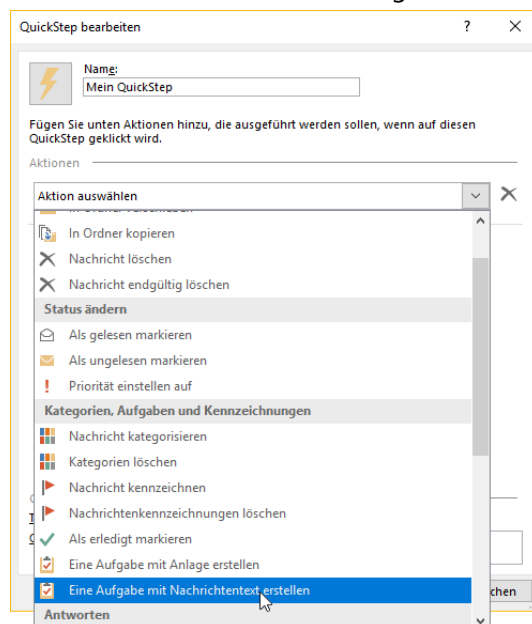 QuickStep bearbeiten ? ×
Name:
Mein QuickStep
Fügen Sie unten Aktionen hinzu, die ausgeführt werden sollen, wenn auf diesen
QuickStep geklickt wird.
Aktionen
Aktion auswählen
In Ordner kopieren
Nachricht löschen
Nachricht endgültig löschen
Status ändern
Als gelesen markieren
Als ungelesen markieren
Priorität einstellen auf
Kategorien, Aufgaben und Kennzeichnungen
Nachricht kategorisieren
Kategorien löschen
Nachricht kennzeichnen
Nachrichtenkennzeichnungen löschen
Als erledigt markieren
Eine Aufgabe mit Anlage erstellen
Eine Aufgabe mit Nachrichtentext erstellen
chen
Antworten